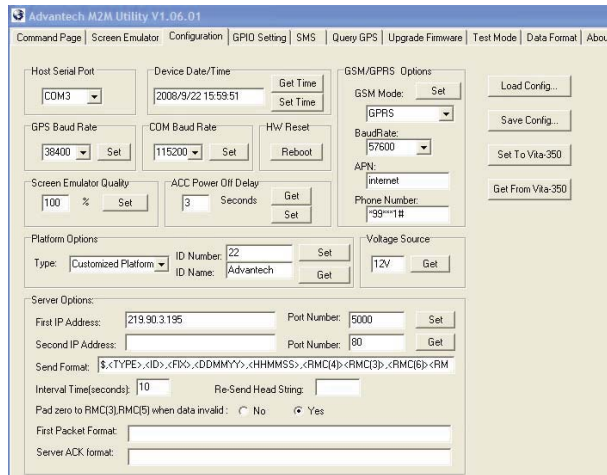 Advantech M2M Utility V1.06.01
Command Page Screen Emulator Configuration GPIO Setting SMS Query GPS Upgrade Firmware Test Mode Data Format Abou
Host Serial Port Device Date/Time GSM/GPRS Options
COM3 2008/9/22 15:59:51 Get Time Set Time
GSM Mode: Set
GPRS
Load Config...
Save Config...
GPS Baud Rate COM Baud Rate HW Reset
38400 Set 115200 Set Reboot
BaudRate:
57600
Set To Vita-350
APN:
internet
Get From Vita-350
Screen Emulator Quality ACC Power Off Delay
100 % Set 3 Seconds Get Set
Phone Number:
*99***1#
Platform Options Voltage Source
Type: Customized Platform ID Number: 22 Set
ID Name: Advantech Get
12V Get
Server Options:
First IP Address: 219.90.3.195 Port Number: 5000 Set
Second IP Address: Port Number: 80 Get
Send Format: $,<TYPE>,<ID>,<FIX>,<DDMMYY>,<HHMMSS>,<RMC(4)><RMC(3)>,<RMC(6)><RM
Interval Time(seconds): 10 Re-Send Head String:
Pad zero to RMC(3),RMC(5) when data invalid : No Yes
First Packet Format:
Server ACK format: